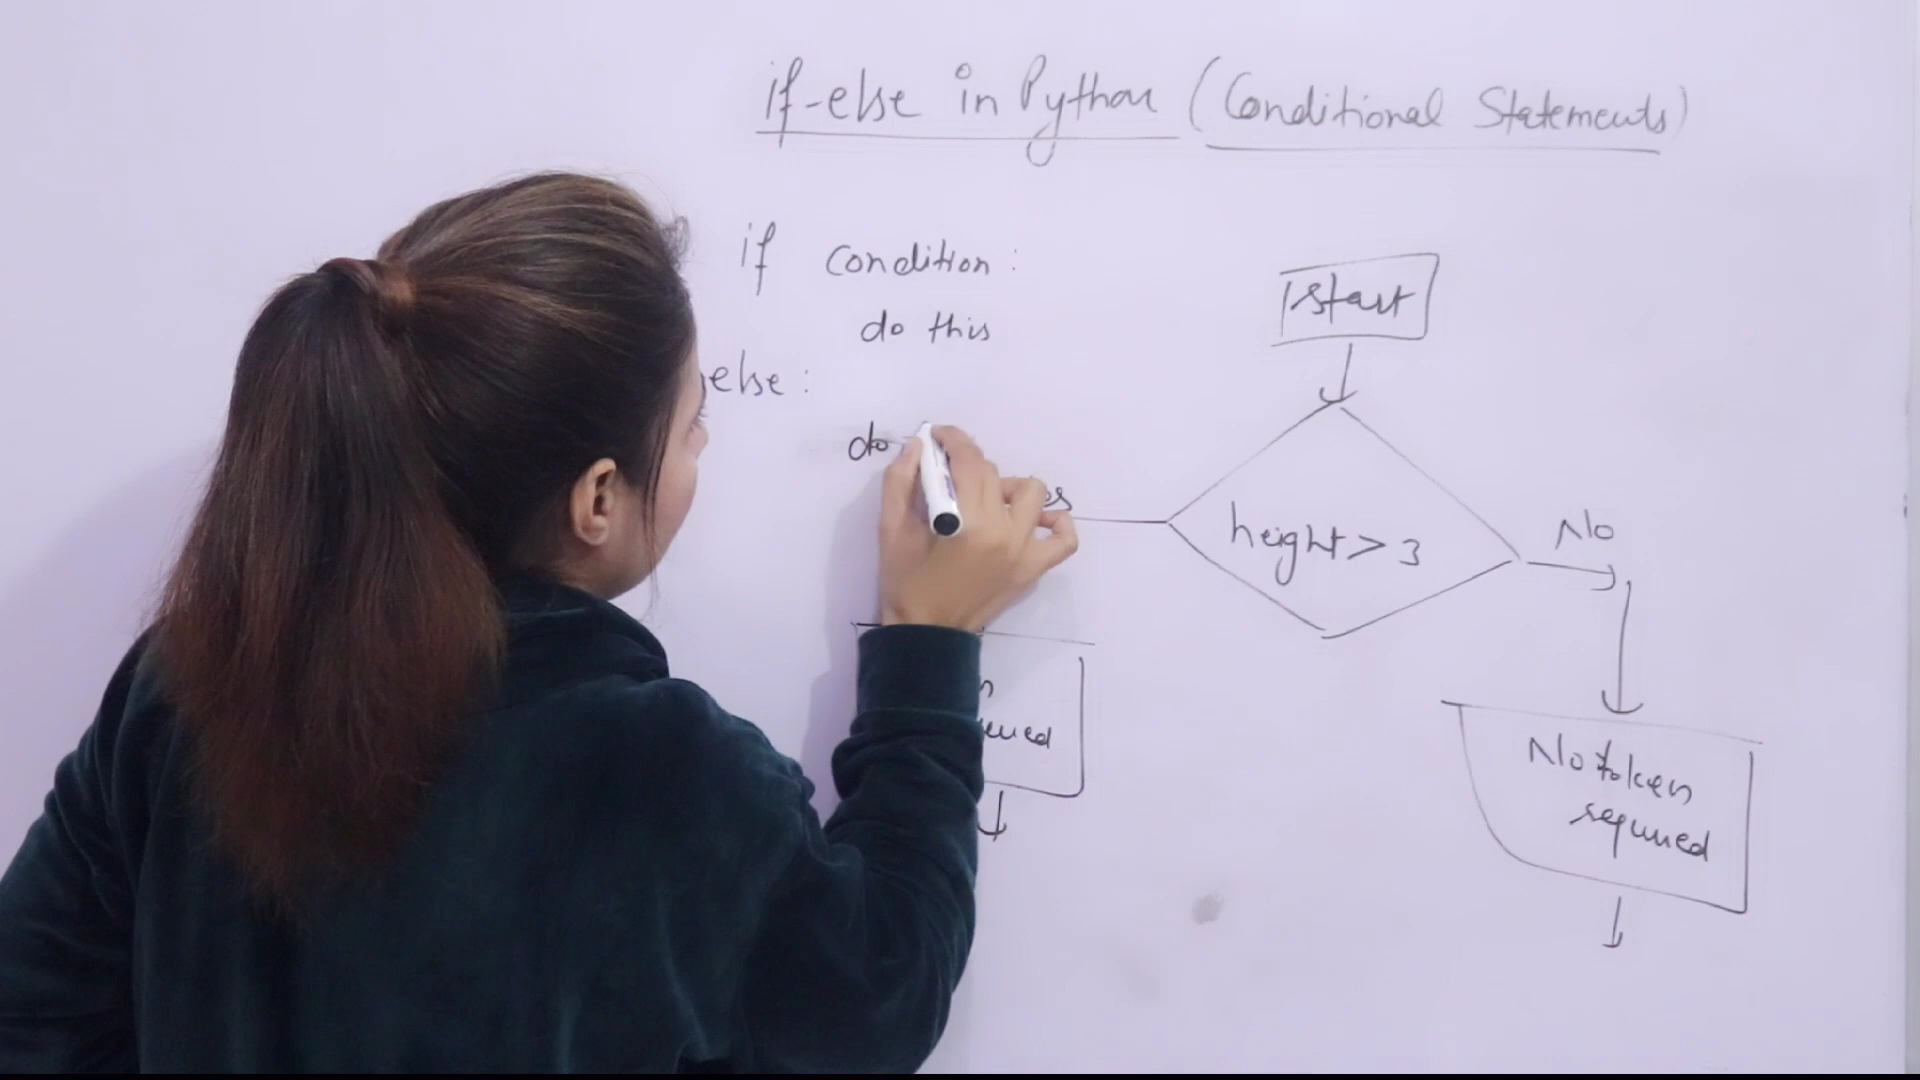 if-else in Python (Conditional Statements)
if condition:
do this
else:
do
start
height > 3
No
No token
required